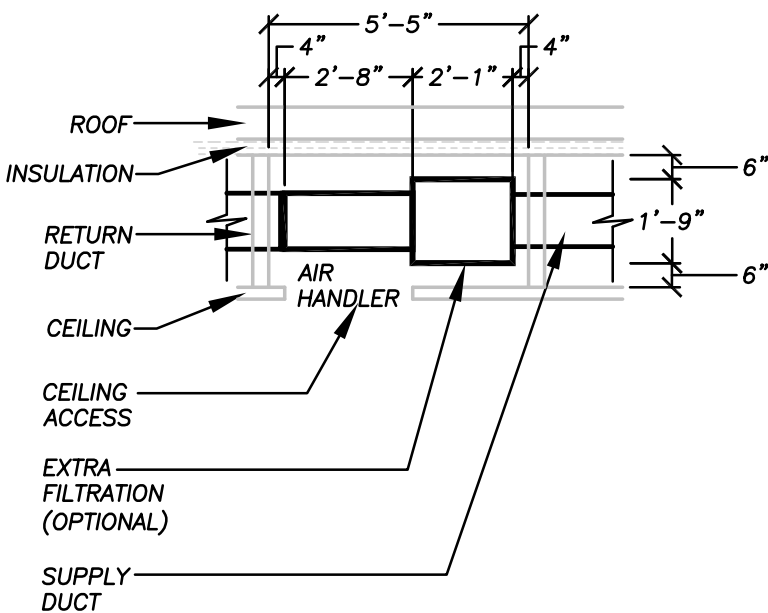 5'-5"
4"
4"
2'-8"
2'-1"
ROOF
INSULATION
6"
1'-9"
RETURN
DUCT
AIR
HANDLER
6"
CEILING
CEILING
ACCESS
EXTRA
FILTRATION
(OPTIONAL)
SUPPLY
DUCT